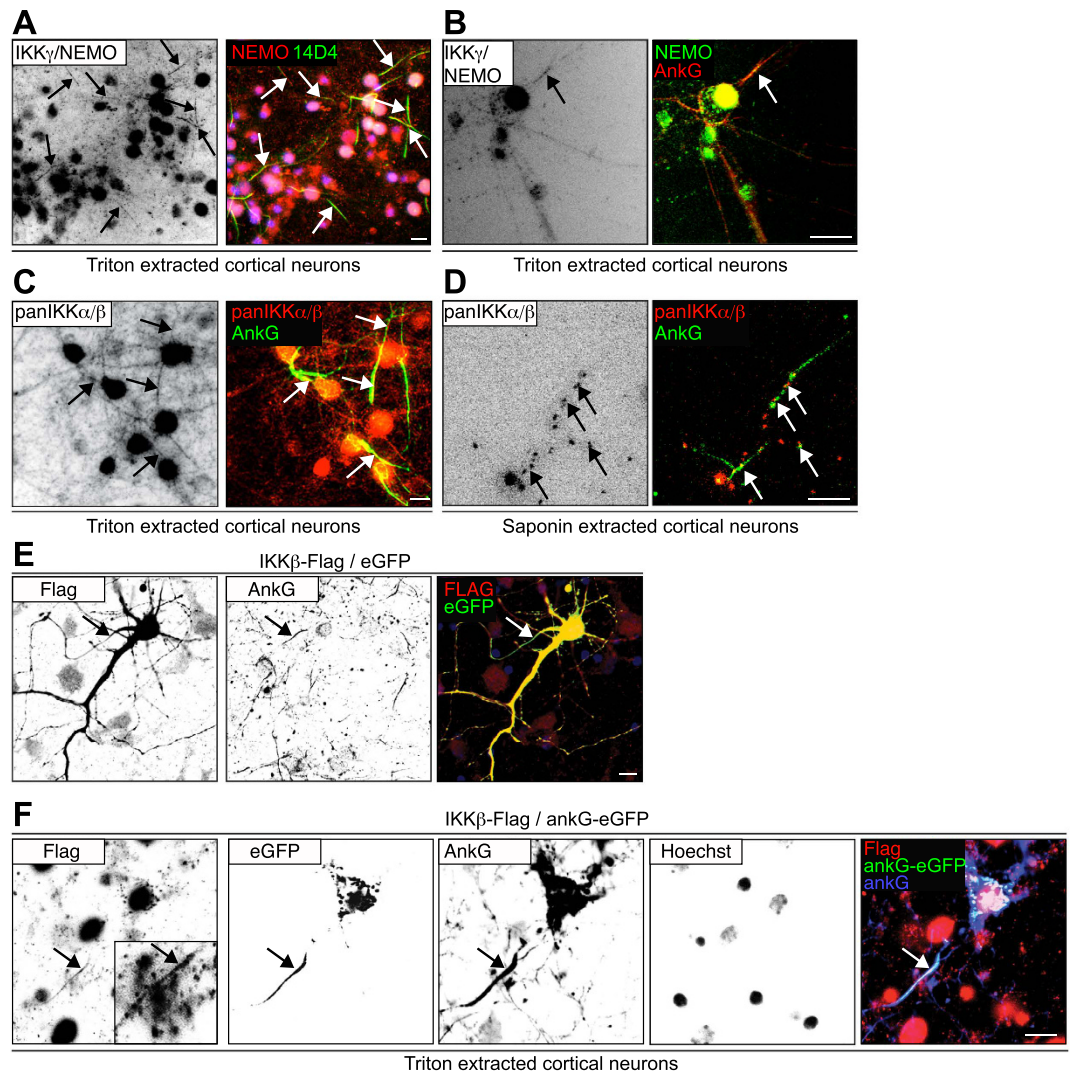 A
IKKγ/NEMO
NEMO 14D4
Triton extracted cortical neurons
B
IKKγ/
NEMO
NEMO
AnkG
Triton extracted cortical neurons
C
panIKKα/β
panIKKα/β
AnkG
Triton extracted cortical neurons
D
panIKKα/β
panIKKα/β
AnkG
Saponin extracted cortical neurons
E
IKKβ-Flag / eGFP
Flag
AnkG
FLAG
eGFP
F
IKKβ-Flag / ankG-eGFP
Flag
eGFP
AnkG
Hoechst
Flag
ankG-eGFP
ankG
Triton extracted cortical neurons